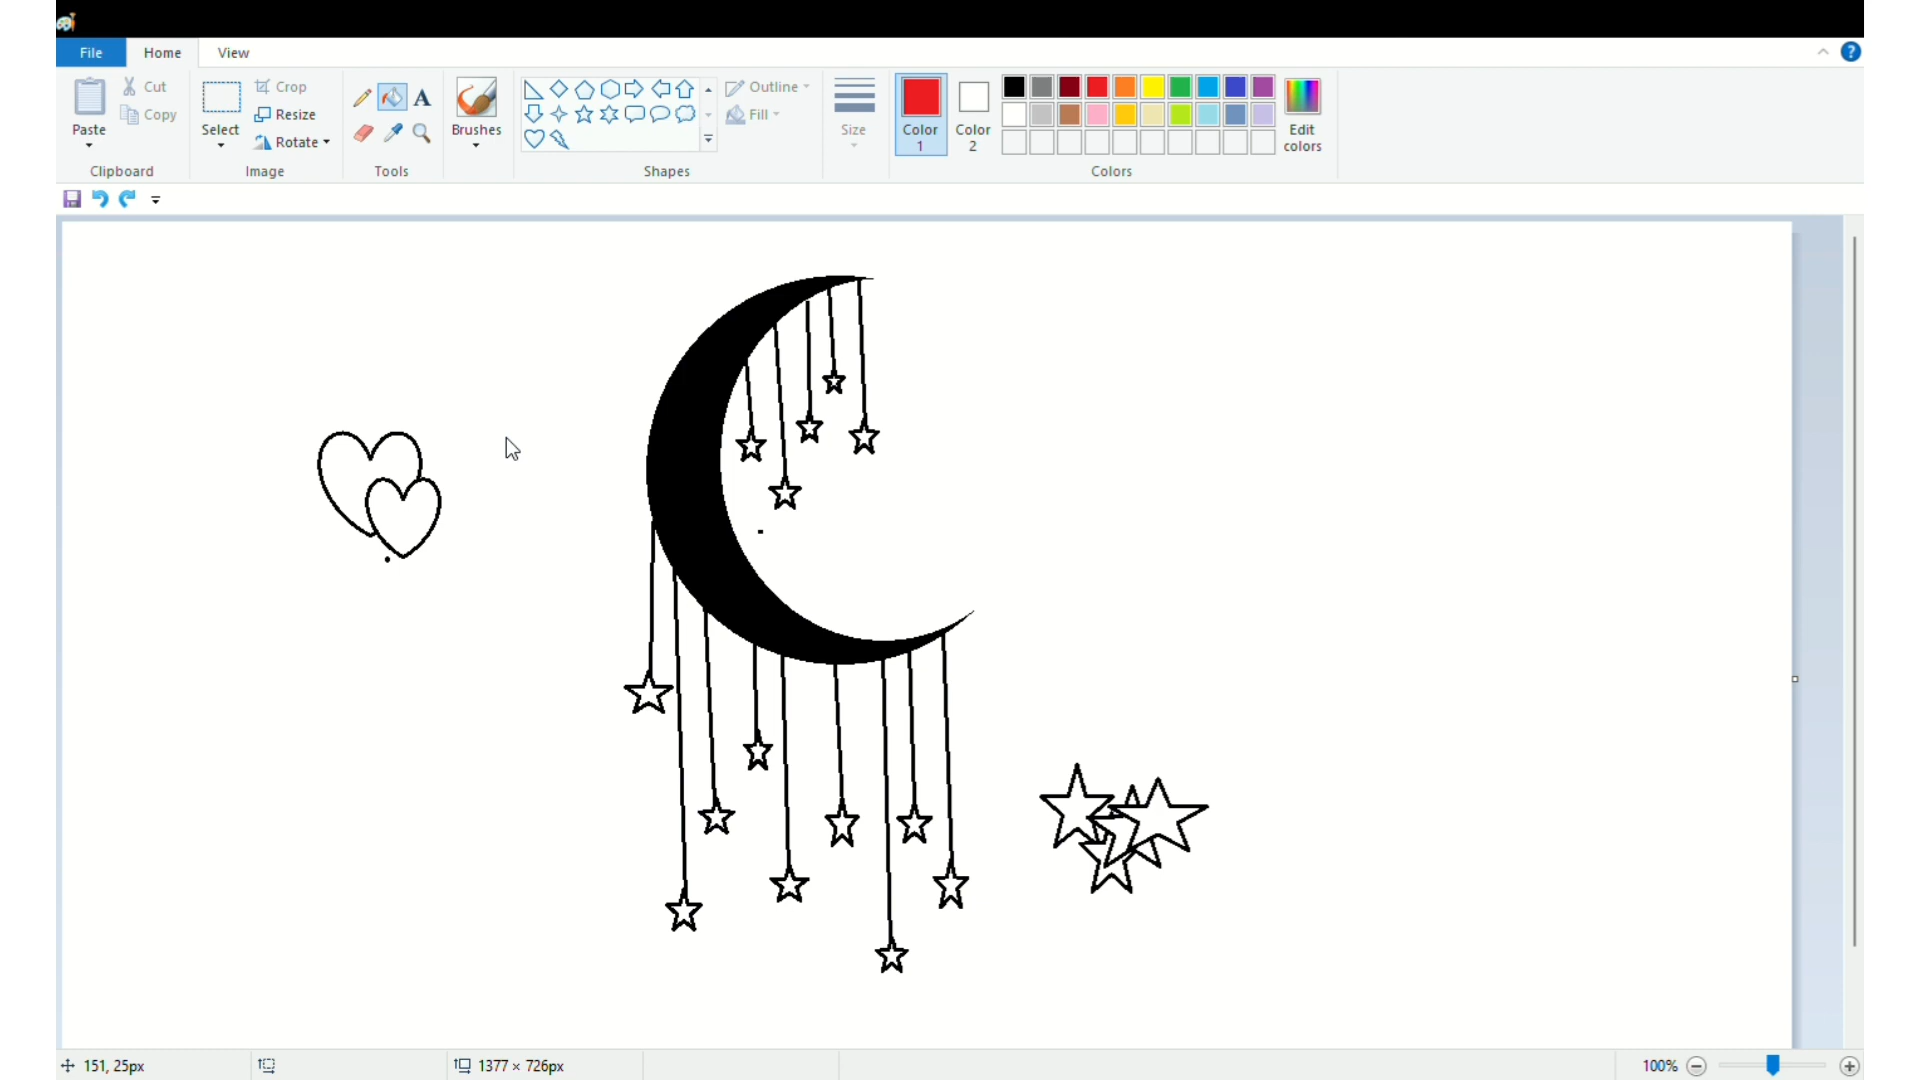 File Home View ?
Cut Crop Outline
Copy Resize Fill
Paste Select Rotate Brushes Size Color 1 Color 2 Edit colors
Clipboard Image Tools Shapes Colors
151, 25px 1377 × 726px 100%